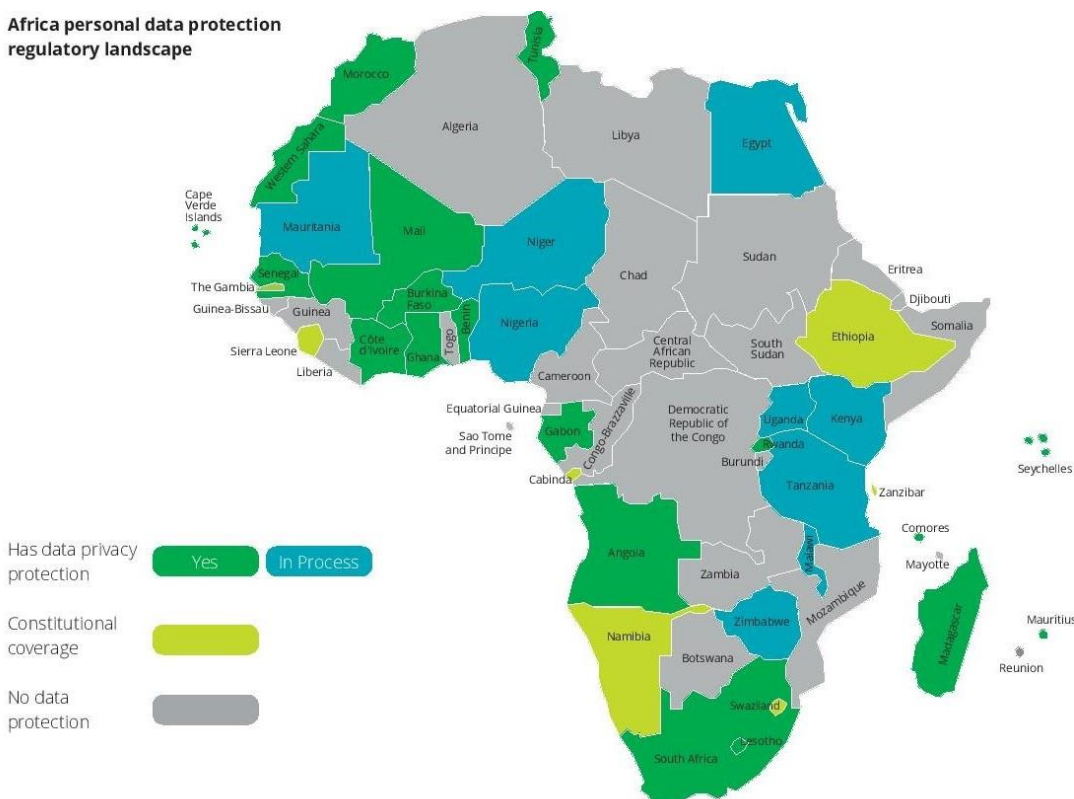 Africa personal data protection
regulatory landscape
Tunisia
Morocco
Algeria
Libya
Egypt
Western Sahara
Cape
Verde
Islands
Mauritania
Mali
Niger
Chad
Sudan
Eritrea
Senegal
The Gambia
Guinea-Bissau
Guinea
Burkina
Faso
Benin
Nigeria
Djibouti
Somalia
Ethiopia
Sierra Leone
Liberia
Côte
d'Ivoire
Ghana
Togo
Cameroon
Central
African
Republic
South
Sudan
Equatorial Guinea
Sao Tome
and Principe
Gabon
Congo-Brazzaville
Democratic
Republic of
the Congo
Uganda
Kenya
Rwanda
Burundi
Cabinda
Tanzania
Zanzibar
Seychelles
Comores
Mayotte
Angola
Zambia
Malawi
Mozambique
Madagascar
Mauritius
Reunion
Namibia
Zimbabwe
Botswana
Swaziland
Lesotho
South Africa
Has data privacy
protection
Yes
In Process
Constitutional
coverage
No data
protection